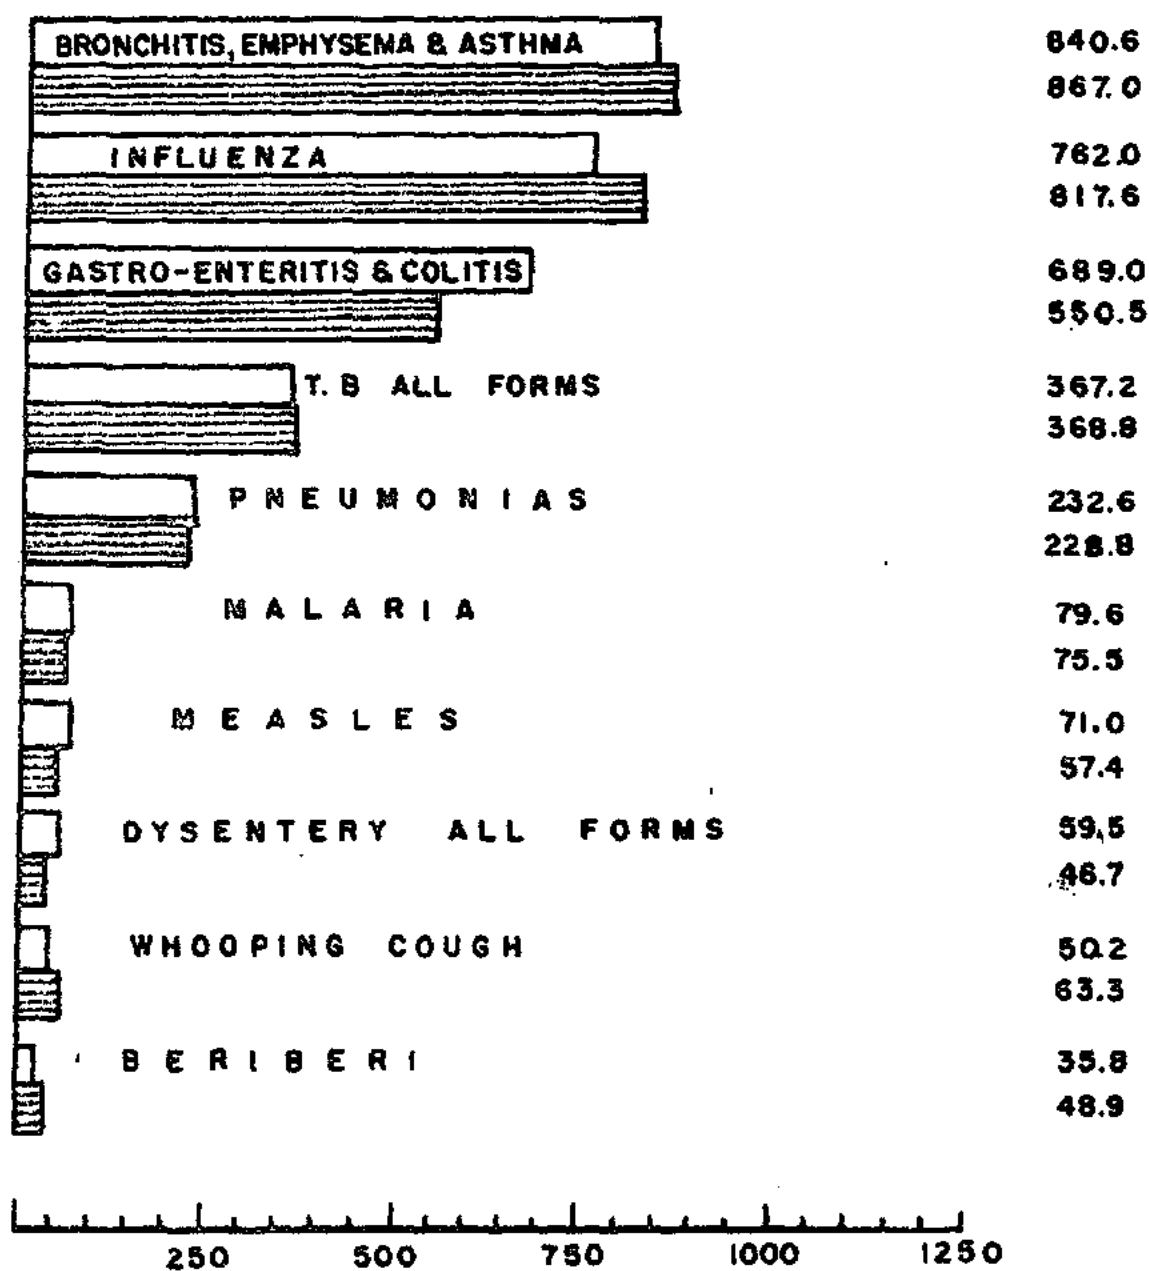 BRONCHITIS, EMPHYSEMA & ASTHMA 840.6
867.0
INFLUENZA 762.0
817.6
GASTRO-ENTERITIS & COLITIS 689.0
550.5
T.B ALL FORMS 367.2
368.8
PNEUMONIAS 232.6
228.8
MALARIA 79.6
75.5
MEASLES 71.0
57.4
DYSENTERY ALL FORMS 59.5
46.7
WHOOPING COUGH 50.2
63.3
BERIBERI 35.8
48.9
250 500 750 1000 1250